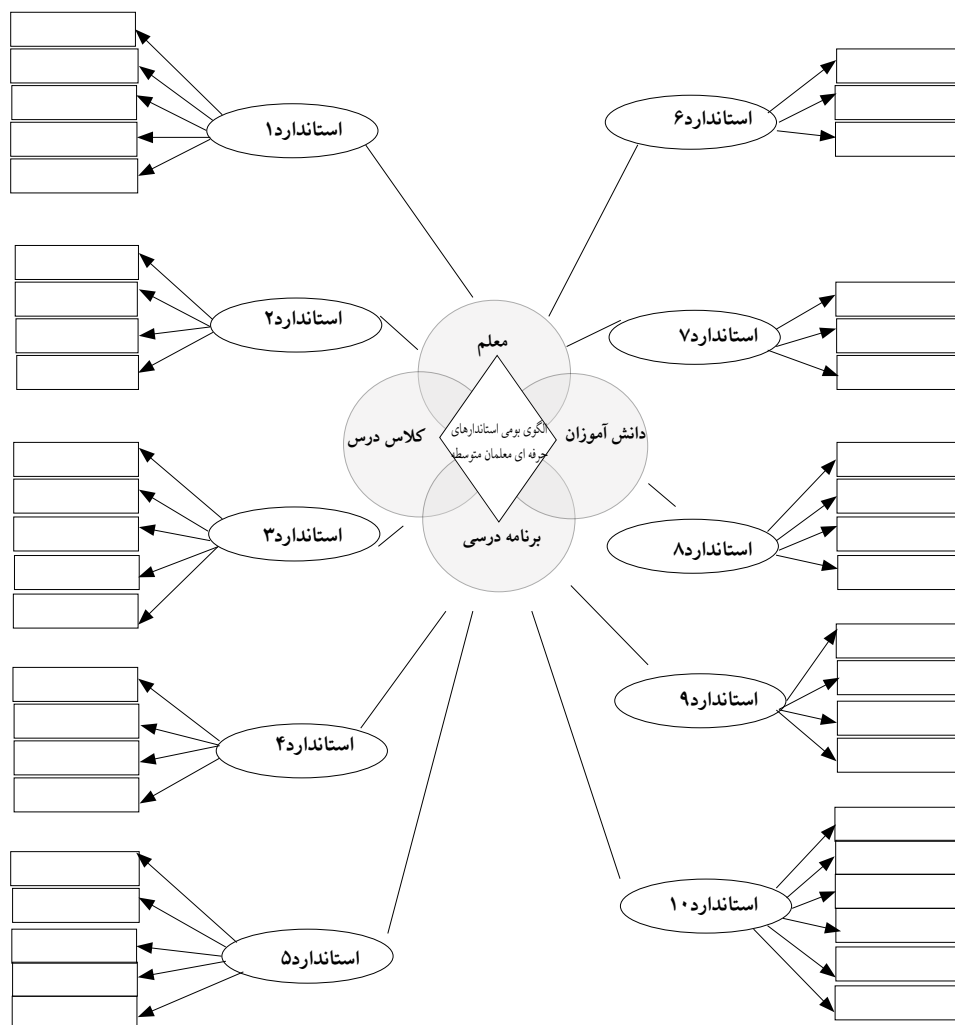 استاندارد۱
استاندارد۶
استاندارد۲
استاندارد۷
معلم
کلاس درس
دانش آموزان
الگوی بومی استاندارهای
حرفه ای معلمان متوسطه
برنامه درسی
استاندارد۳
استاندارد۸
استاندارد۴
استاندارد۹
استاندارد۵
استاندارد۱۰